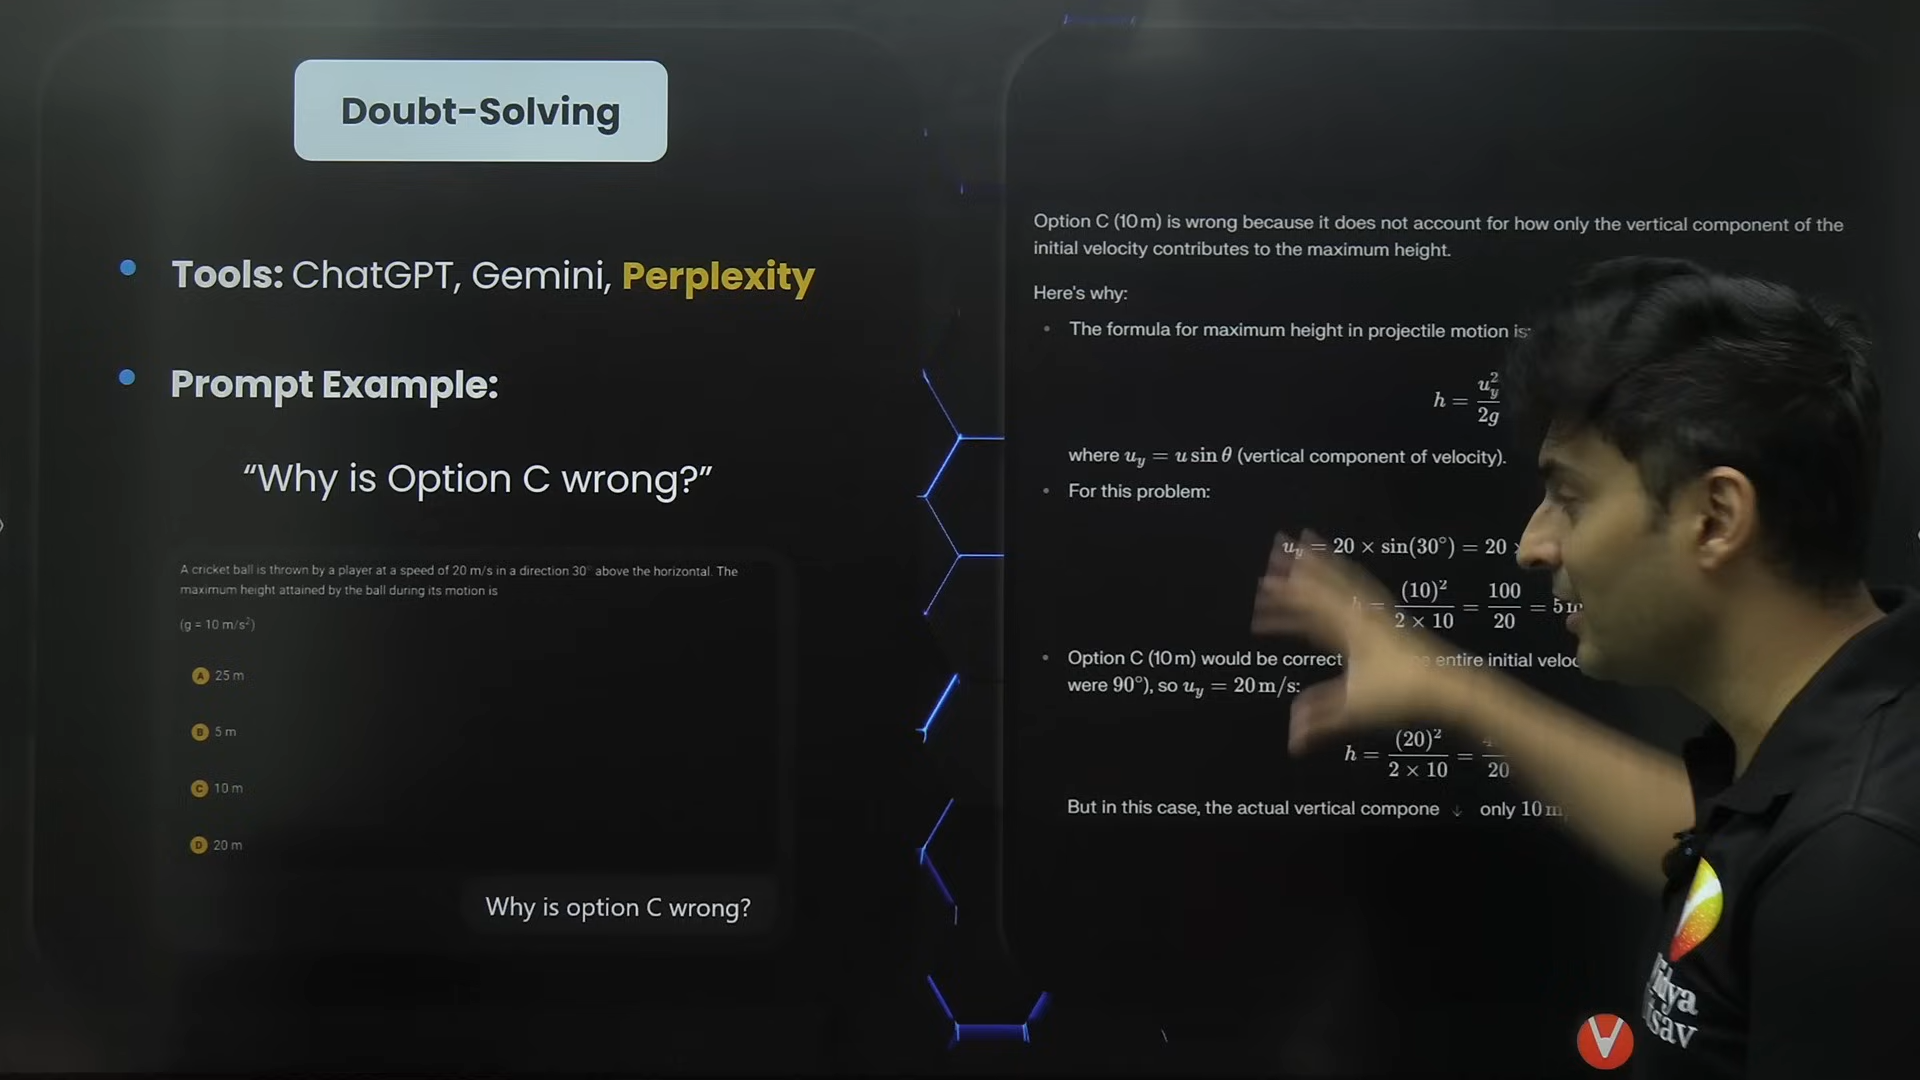 Doubt-Solving
Tools: ChatGPT, Gemini, Perplexity
Prompt Example:
“Why is Option C wrong?”
A cricket ball is thrown by a player at a speed of 20 m/s in a direction 30° above the horizontal. The
maximum height attained by the ball during its motion is
(g = 10 m/s²)
A 25 m
B 5 m
C 10 m
D 20 m
Why is option C wrong?
Option C (10 m) is wrong because it does not account for how only the vertical component of the
initial velocity contributes to the maximum height.
Here's why:
The formula for maximum height in projectile motion is:
h = u_y²/2g
where u_y = u sin θ (vertical component of velocity).
For this problem:
u_y = 20 × sin(30°) = 20
h = (10)²/2 × 10 = 100/20 = 5 m
Option C (10 m) would be correct entire initial
were 90°), so u_y = 20 m/s:
h = (20)²/2 × 10 = /20
But in this case, the actual vertical only 10